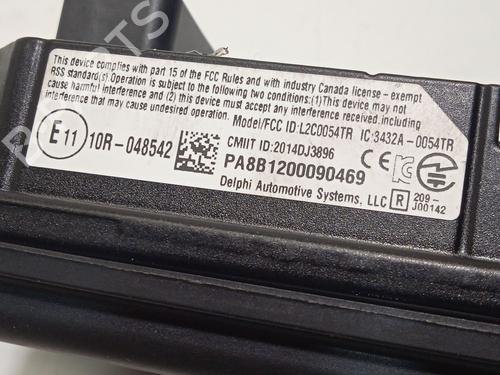 This device complies with part 15 of the FCC Rules and with industry Canada license - exempt
RSS standard(s).Operation is subject to the following two conditions:(1)This device may not
cause harmful interference and (2) this device must accept any interference received.including
interference that may cause undesired operation. Model/FCC ID:L2C0054TR IC:3432A-0054TR
E11 10R-048542
CMIIT ID:2014DJ3896
PA8B1200090469
Delphi Automotive Systems, LLC
R 209-
J00142